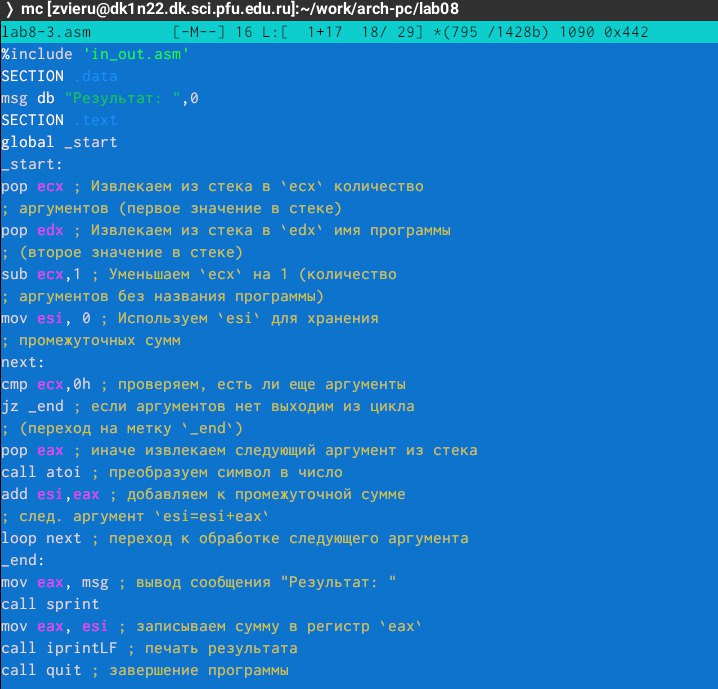 ❯ mc [zvieru@dk1n22.dk.sci.pfu.edu.ru]:~/work/arch-pc/lab08
lab8-3.asm [-M--] 16 L:[ 1+17 18/ 29] *(795 /1428b) 1090 0x442
%include 'in_out.asm'
SECTION .data
msg db "Результат: ",0
SECTION .text
global _start
_start:
pop ecx ; Извлекаем из стека в `ecx` количество
; аргументов (первое значение в стеке)
pop edx ; Извлекаем из стека в `edx` имя программы
; (второе значение в стеке)
sub ecx,1 ; Уменьшаем `ecx` на 1 (количество
; аргументов без названия программы)
mov esi, 0 ; Используем `esi` для хранения
; промежуточных сумм
next:
cmp ecx,0h ; проверяем, есть ли еще аргументы
jz _end ; если аргументов нет выходим из цикла
; (переход на метку `_end`)
pop eax ; иначе извлекаем следующий аргумент из стека
call atoi ; преобразуем символ в число
add esi,eax ; добавляем к промежуточной сумме
; след. аргумент `esi=esi+eax`
loop next ; переход к обработке следующего аргумента
_end:
mov eax, msg ; вывод сообщения "Результат: "
call sprint
mov eax, esi ; записываем сумму в регистр `eax`
call iprintLF ; печать результата
call quit ; завершение программы